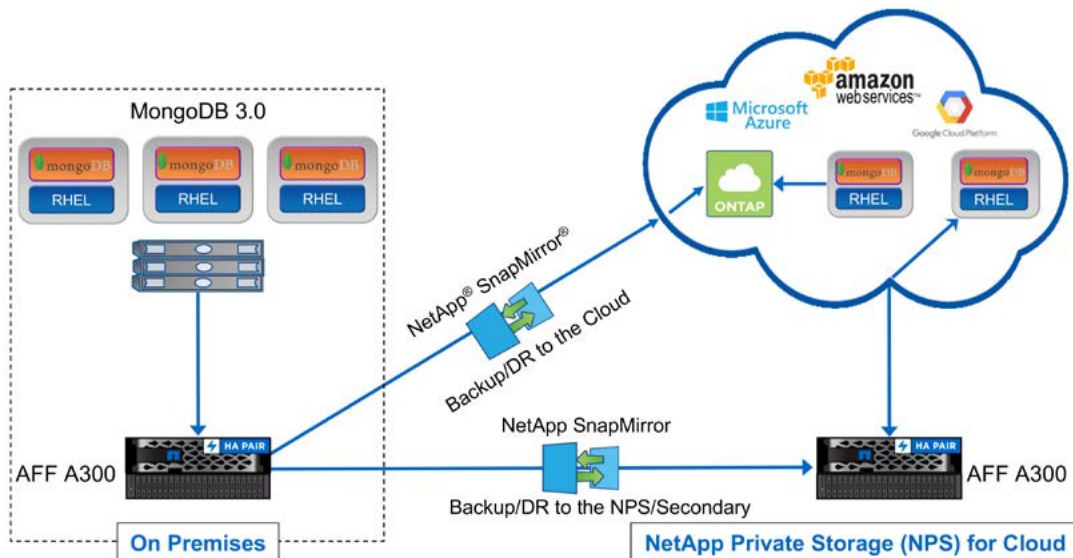 MongoDB 3.0
mongoDB
RHEL
mongoDB
RHEL
mongoDB
RHEL
amazon
webservices™
Microsoft
Azure
Google Cloud Platform
ONTAP
mongoDB
RHEL
mongoDB
RHEL
NetApp® SnapMirror®
Backup/DR to the Cloud
NetApp SnapMirror
Backup/DR to the NPS/Secondary
HA PAIR
AFF A300
HA PAIR
AFF A300
On Premises
NetApp Private Storage (NPS) for Cloud